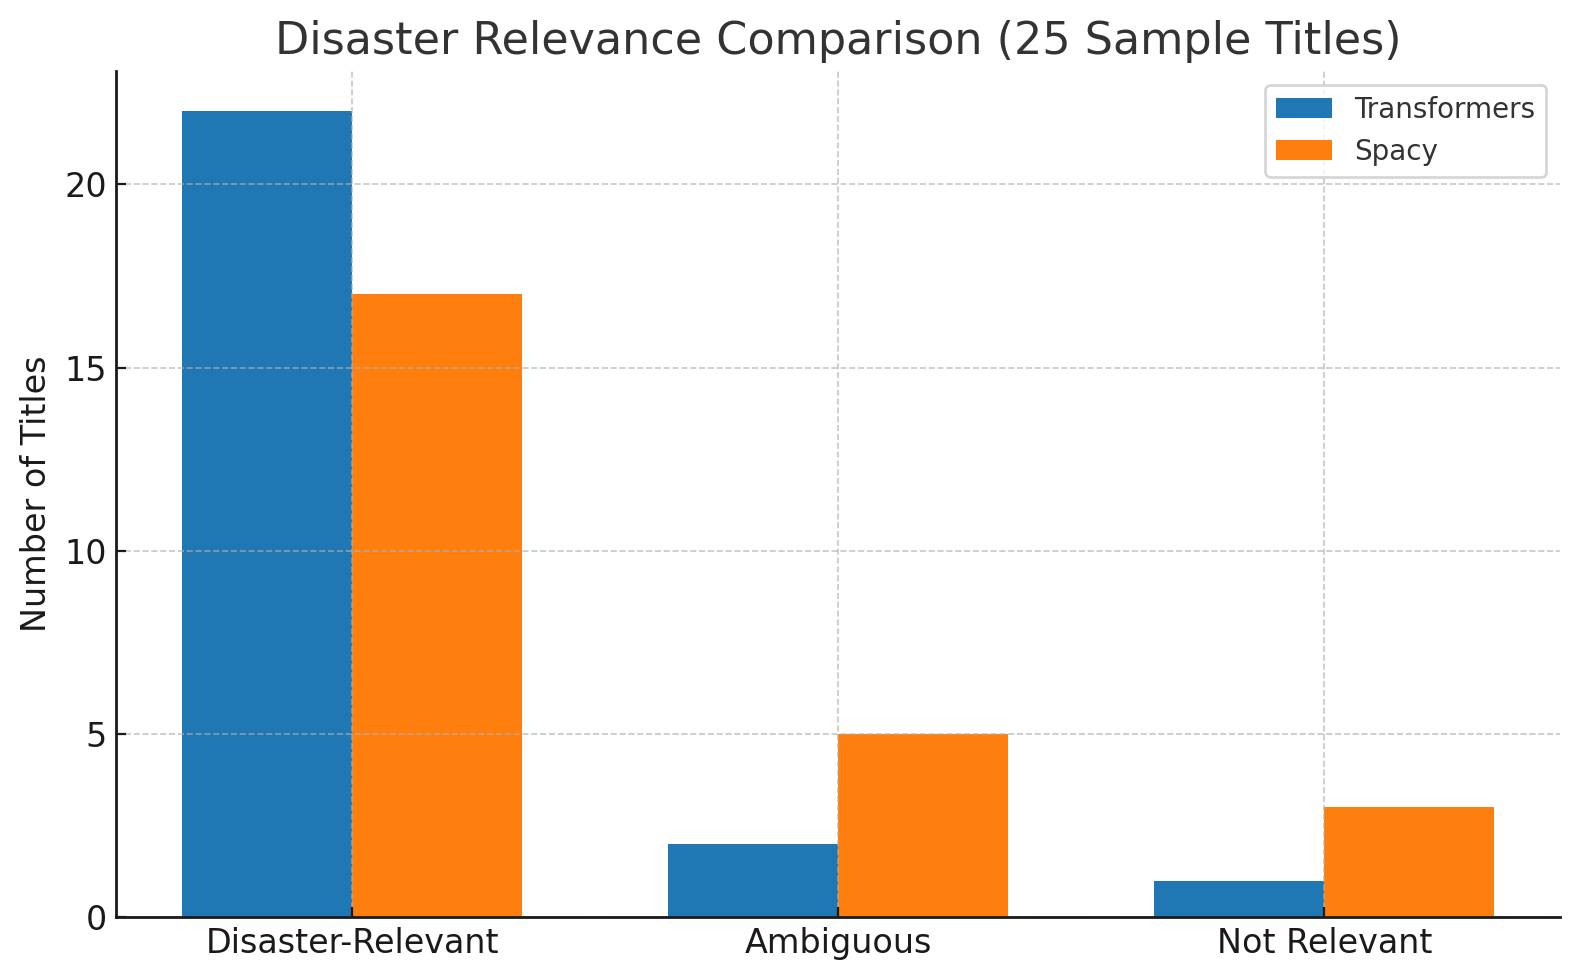 Disaster Relevance Comparison (25 Sample Titles)
Transformers
Spacy
Number of Titles
20
15
10
5
0
Disaster-Relevant
Ambiguous
Not Relevant